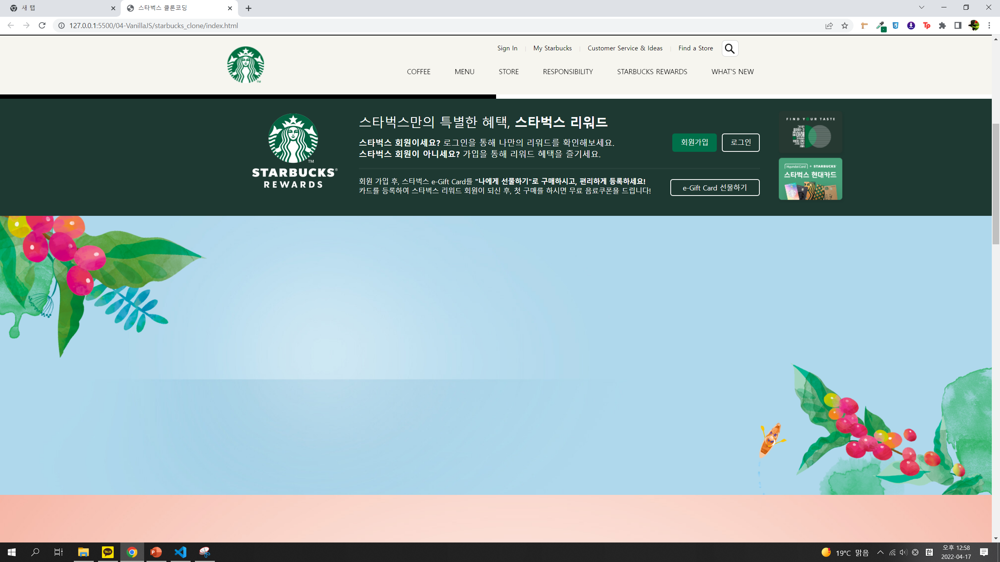 새 탭
스타벅스 클론코딩
127.0.0.1:5500/04-VanillaJS/starbucks_clone/index.html
Sign In | My Starbucks | Customer Service & Ideas | Find a Store
COFFEE MENU STORE RESPONSIBILITY STARBUCKS REWARDS WHAT'S NEW
TM
TM
STARBUCKS®
REWARDS
스타벅스만의 특별한 혜택, 스타벅스 리워드
스타벅스 회원이세요? 로그인을 통해 나만의 리워드를 확인해보세요.
스타벅스 회원이 아니세요? 가입을 통해 리워드 혜택을 즐기세요.
회원가입
로그인
회원 가입 후, 스타벅스 e-Gift Card를 "나에게 선물하기"로 구매하시고, 편리하게 등록하세요!
카드를 등록하여 스타벅스 리워드 회원이 되신 후, 첫 구매를 하시면 무료 음료쿠폰을 드립니다!
e-Gift Card 선물하기
FIND YOUR TASTE
Hyundai Card + STARBUCKS
스타벅스 현대카드
TALK
19°C 맑음
한
오후 12:58
2022-04-17